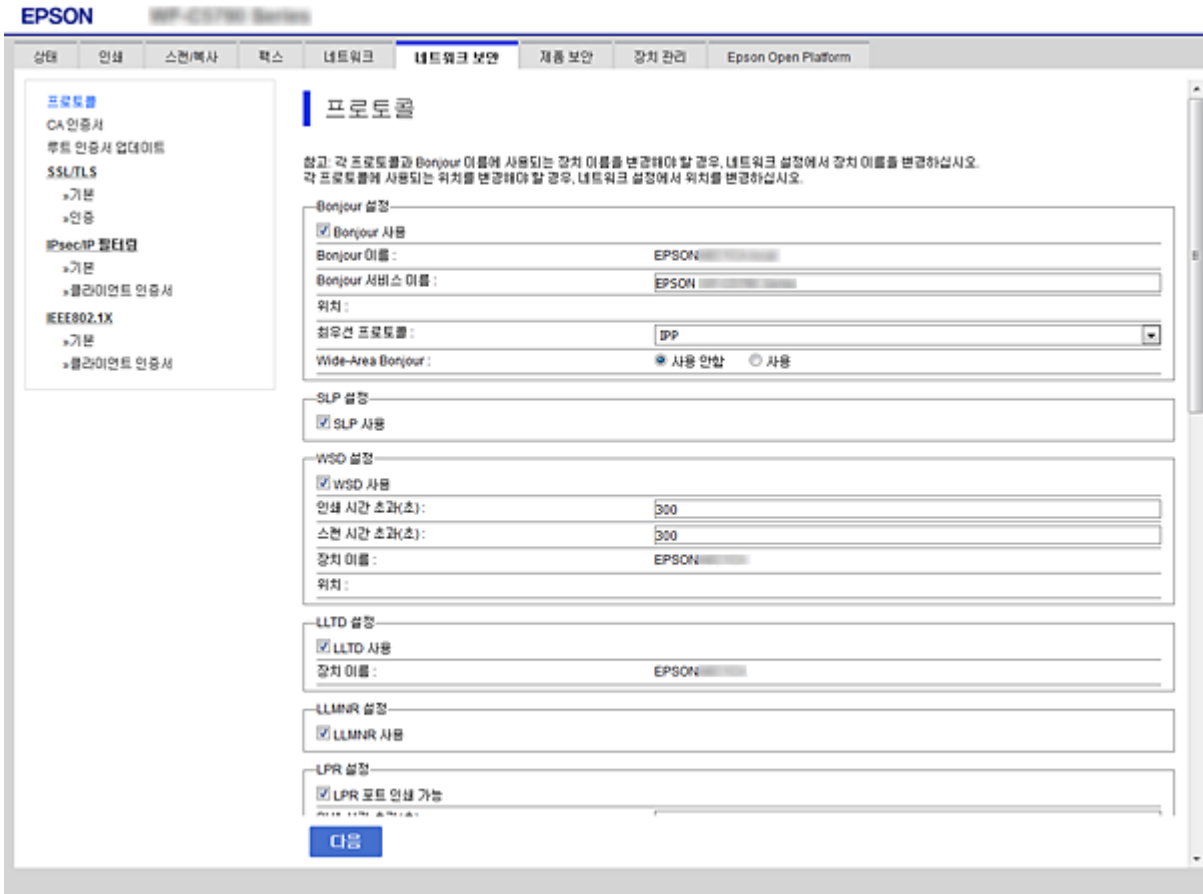 EPSON
상태 인쇄 스캔/복사 팩스 네트워크 네트워크 보안 제품 보안 장치 관리 Epson Open Platform
프로토콜
CA 인증서
루트 인증서 업데이트
SSL/TLS
»기본
»인증
IPsec/IP 필터링
»기본
»클라이언트 인증서
IEEE802.1X
»기본
»클라이언트 인증서
프로토콜
참고: 각 프로토콜과 Bonjour 이름에 사용되는 장치 이름을 변경해야 할 경우, 네트워크 설정에서 장치 이름을 변경하십시오.
각 프로토콜에 사용되는 위치를 변경해야 할 경우, 네트워크 설정에서 위치를 변경하십시오.
Bonjour 설정
Bonjour 사용
Bonjour 이름 : EPSON
Bonjour 서비스 이름 : EPSON
위치 :
최우선 프로토콜 : IPP
Wide-Area Bonjour : 사용 안함 사용
SLP 설정
SLP 사용
WSD 설정
WSD 사용
인쇄 시간 초과(초) : 300
스캔 시간 초과(초) : 300
장치 이름 : EPSON
위치 :
LLTD 설정
LLTD 사용
장치 이름 : EPSON
LLMNR 설정
LLMNR 사용
LPR 설정
LPR 포트 인쇄 가능
다음